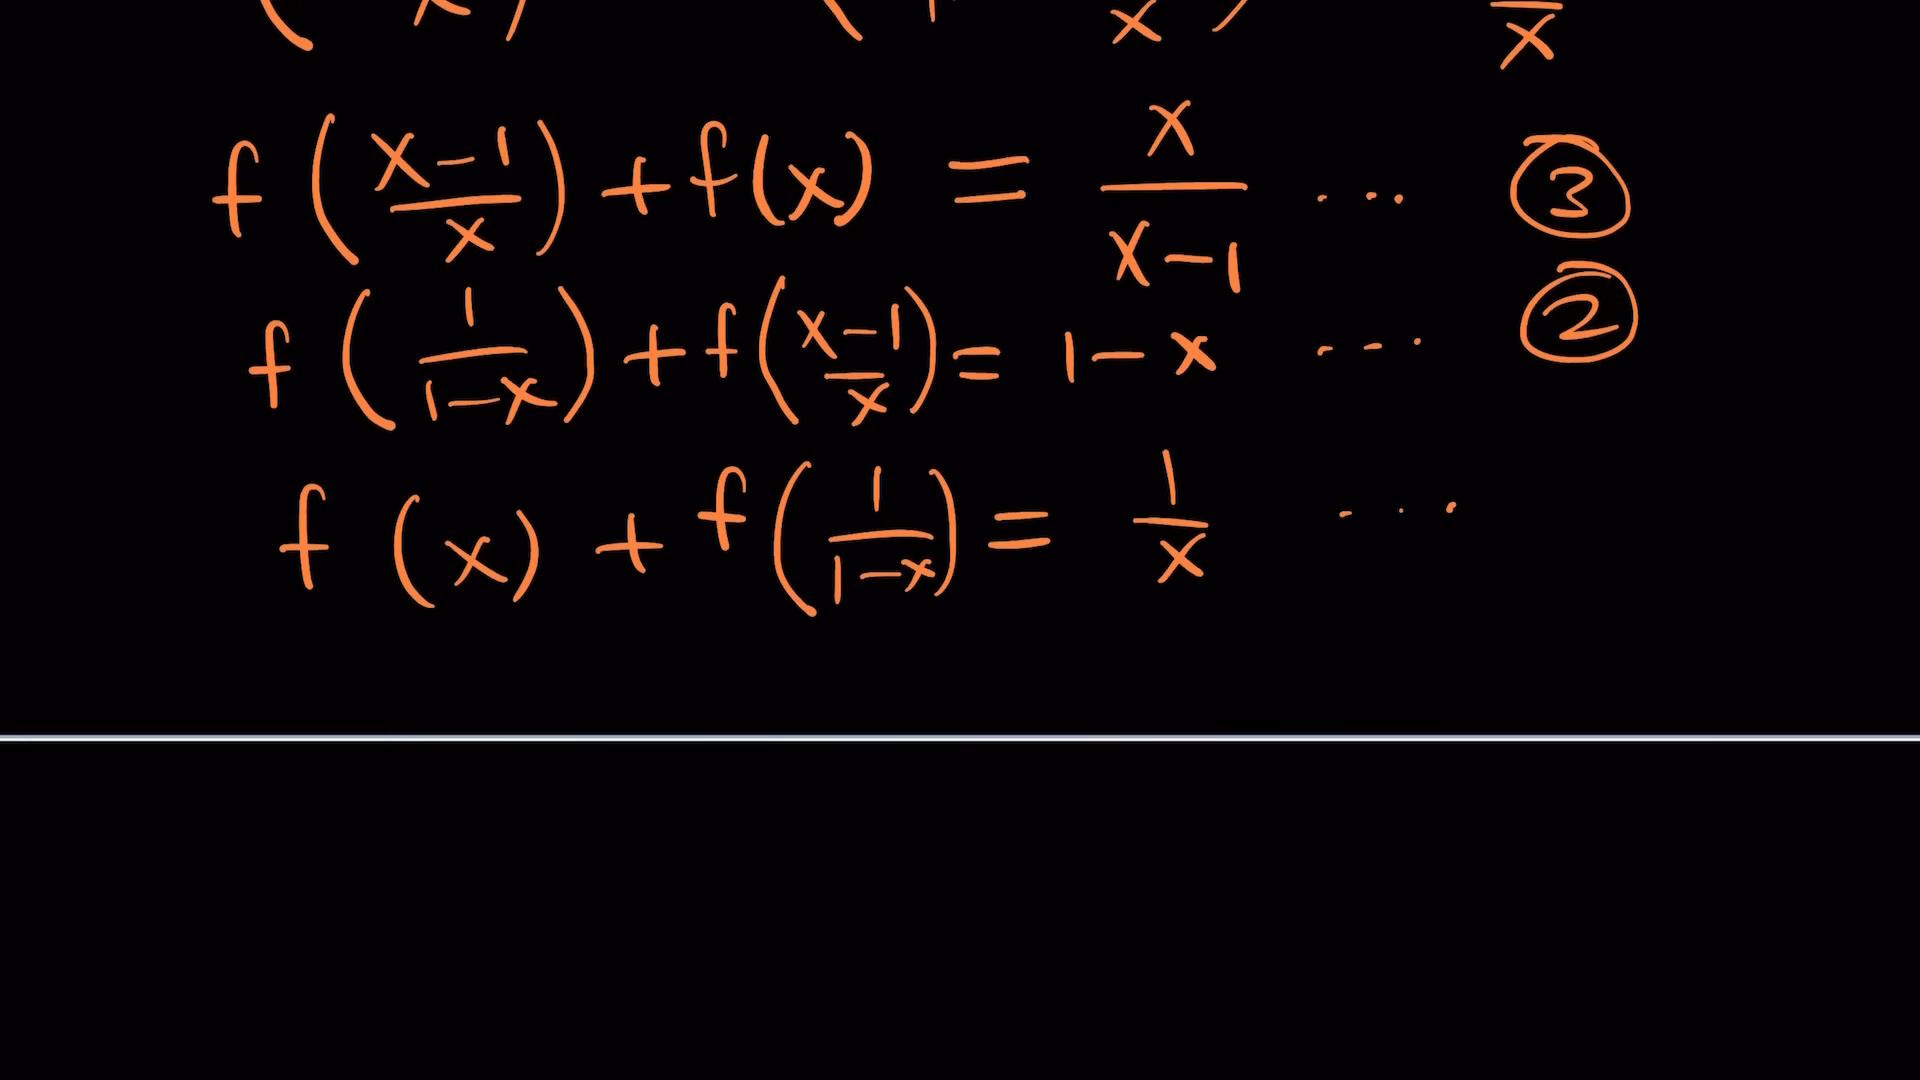 x x x
f((x-1)/x) + f(x) = x/(x-1) ... ③
f(1/(1-x)) + f((x-1)/x) = 1-x ... ②
f(x) + f(1/(1-x)) = 1/x ...